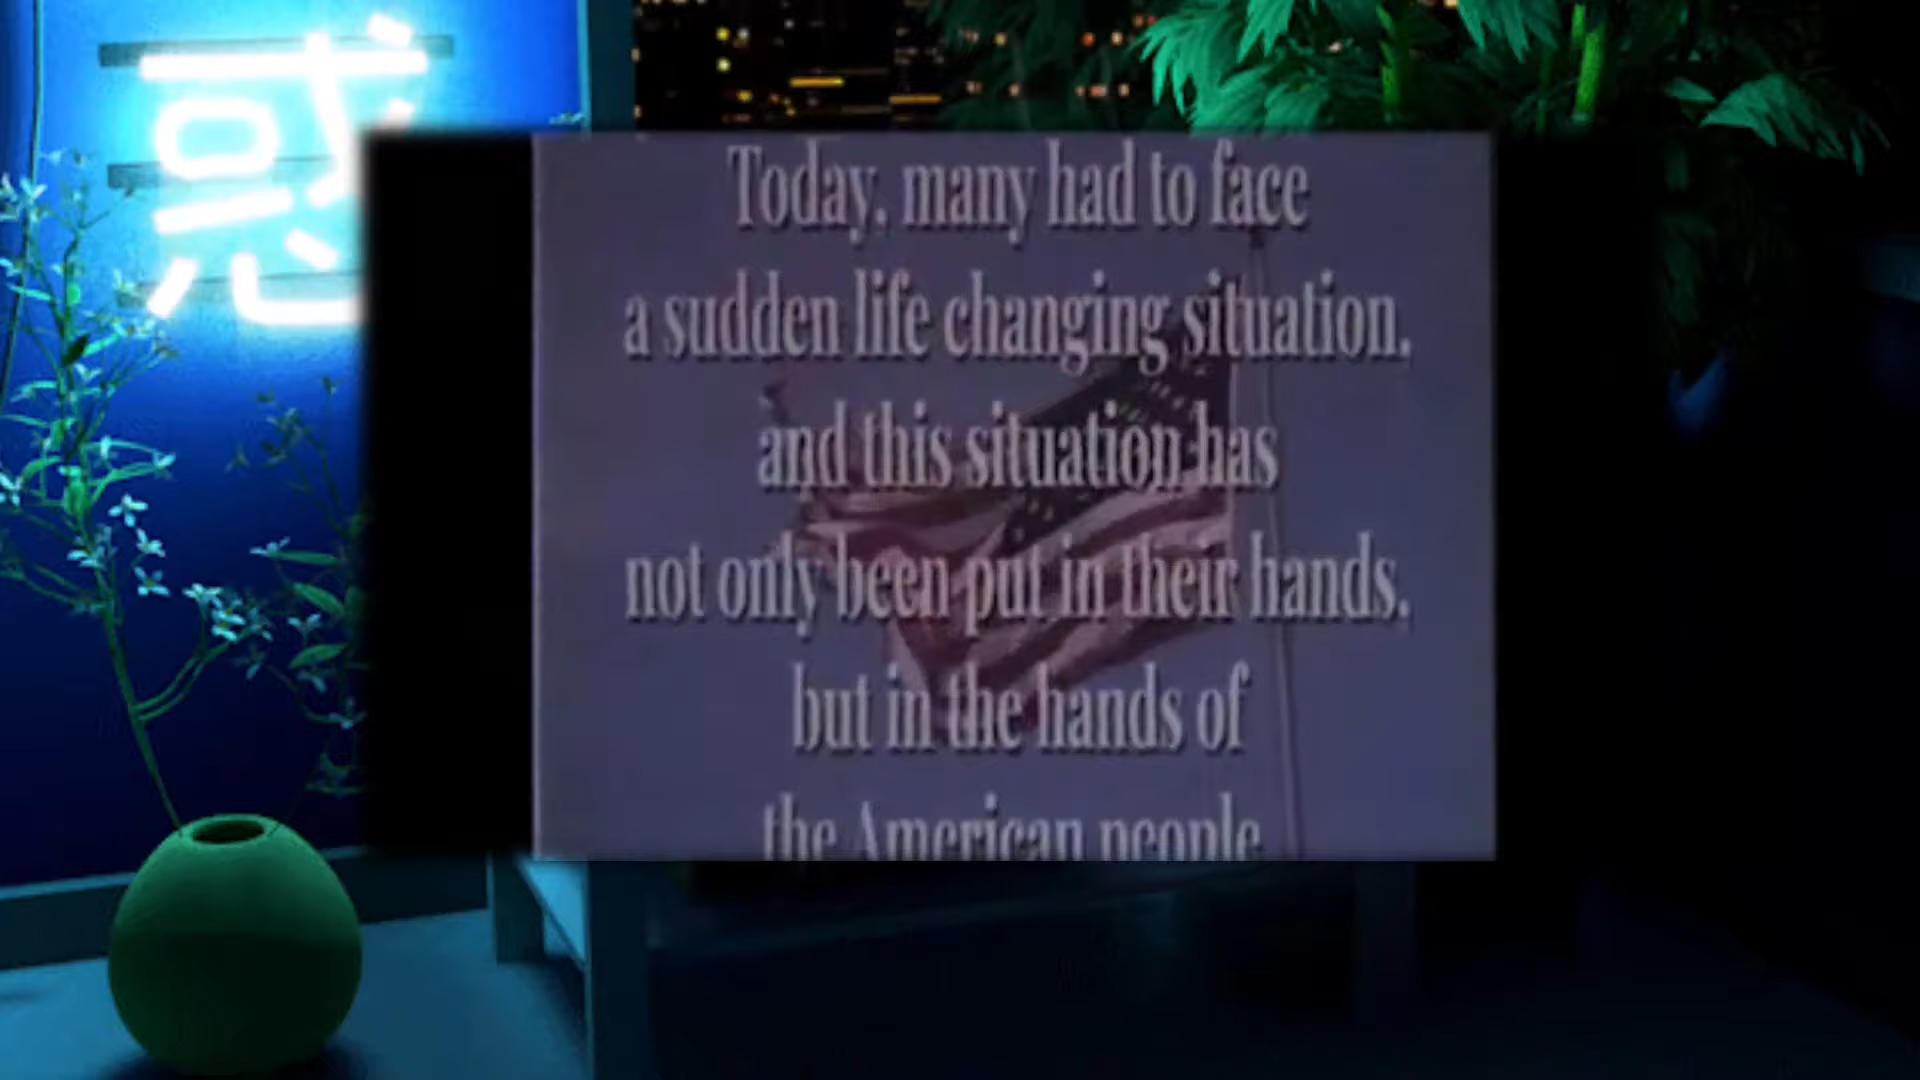 惑
Today, many had to face
a sudden life changing situation,
and this situation has
not only been put in their hands,
but in the hands of
the American people